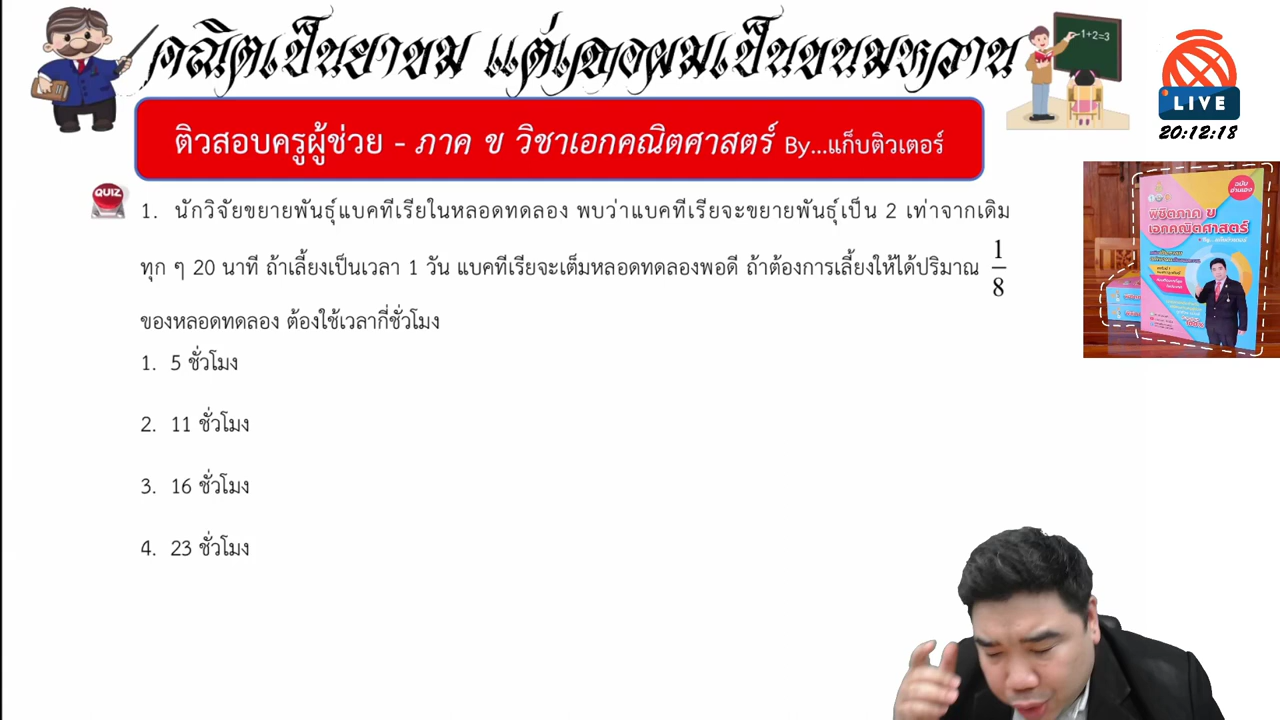 คณิตเป็นยาขม แต่เจอผมเป็นขนมหวาน
-1+2=3
LIVE
20:12:18
ติวสอบครูผู้ช่วย - ภาค ข วิชาเอกคณิตศาสตร์ By...แก็บติวเตอร์
QUIZ
1. นักวิจัยขยายพันธุ์แบคทีเรียในหลอดทดลอง พบว่าแบคทีเรียจะขยายพันธุ์เป็น 2 เท่าจากเดิม
ทุก ๆ 20 นาที ถ้าเลี้ยงเป็นเวลา 1 วัน แบคทีเรียจะเต็มหลอดทดลองพอดี ถ้าต้องการเลี้ยงให้ได้ปริมาณ 1/8
ของหลอดทดลอง ต้องใช้เวลากี่ชั่วโมง
1. 5 ชั่วโมง
2. 11 ชั่วโมง
3. 16 ชั่วโมง
4. 23 ชั่วโมง
ฉบับ
อ่านเอง
พิชิตภาค ข
เอกคณิตศาสตร์